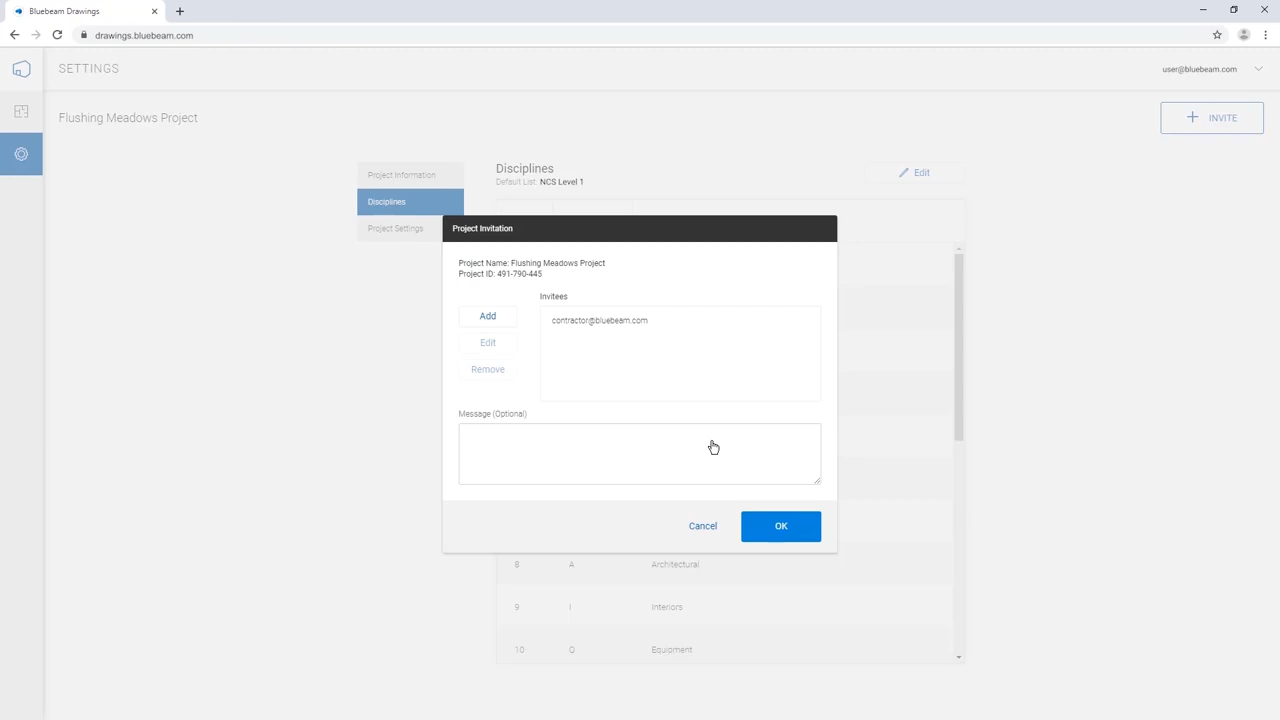 Bluebeam Drawings
drawings.bluebeam.com
SETTINGS
user@bluebeam.com
Flushing Meadows Project
INVITE
Project Information
Disciplines
Project Settings
Disciplines
Default List: NCS Level 1
Edit
Project Invitation
Project Name: Flushing Meadows Project
Project ID: 491-790-445
Invitees
Add
contractor@bluebeam.com
Edit
Remove
Message (Optional)
Cancel
OK
8 A Architectural
9 I Interiors
10 Q Equipment